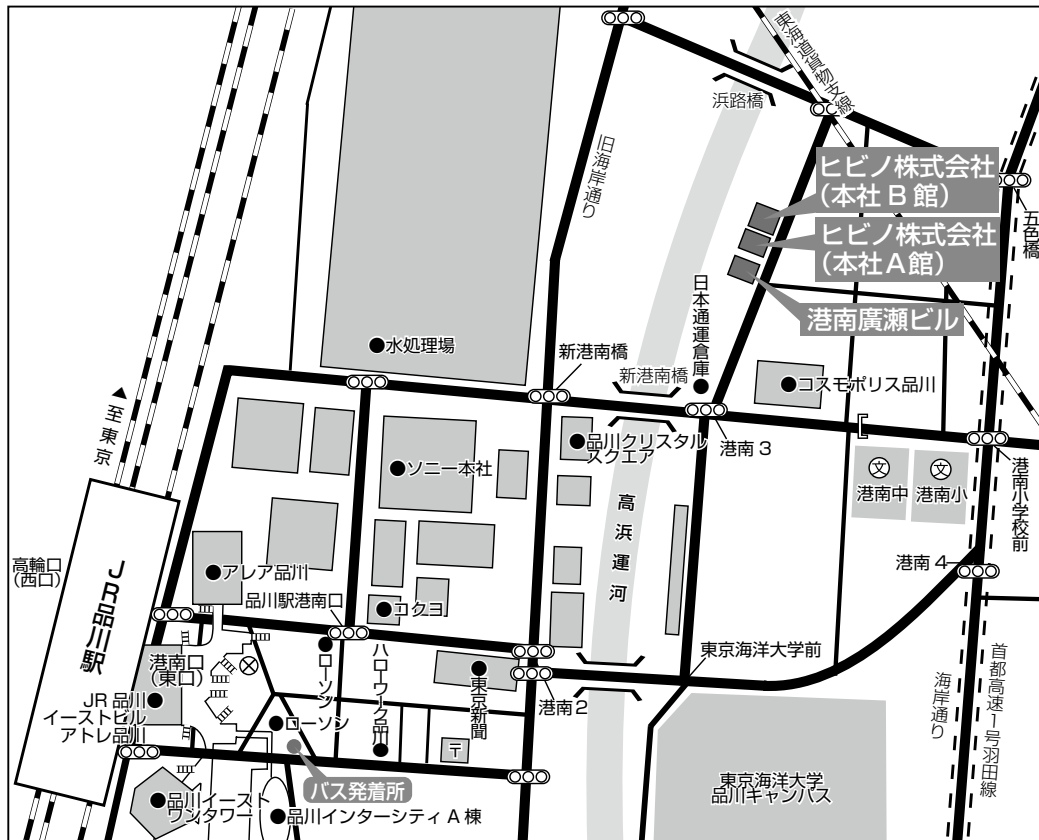 東海道貨物支線
浜路橋
旧海岸通り
ヒビノ株式会社
(本社 B 館)
五色橋
ヒビノ株式会社
(本社A館)
港南廣瀬ビル
日本通運倉庫
水処理場
新港南橋
新港南橋
コスモポリス品川
▲至東京
品川クリスタル
スクエア
港南3
ソニー本社
文
港南中
文
港南小
港南小学校前
高浜運河
高輪口
(西口)
JR品川駅
アレア品川
港南4
品川駅港南口
コクヨ
港南口
(東口)
ローソン
ハローワーク品川
東京新聞
東京海洋大学前
首都高速1号羽田線
海岸通り
JR 品川
イーストビル
アトレ品川
ローソン
港南2
〒
バス発着所
東京海洋大学
品川キャンパス
品川イースト
ワンタワー
品川インターシティ A 棟